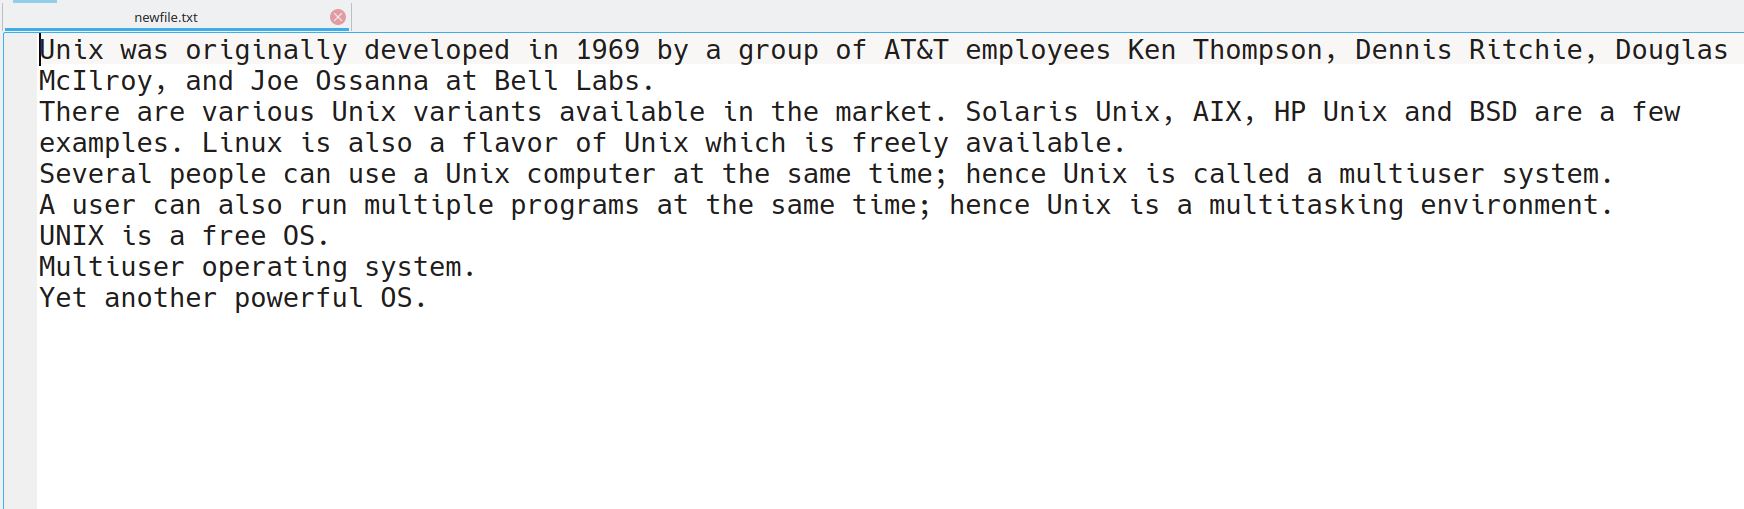 newfile.txt
Unix was originally developed in 1969 by a group of AT&T employees Ken Thompson, Dennis Ritchie, Douglas
McIlroy, and Joe Ossanna at Bell Labs.
There are various Unix variants available in the market. Solaris Unix, AIX, HP Unix and BSD are a few
examples. Linux is also a flavor of Unix which is freely available.
Several people can use a Unix computer at the same time; hence Unix is called a multiuser system.
A user can also run multiple programs at the same time; hence Unix is a multitasking environment.
UNIX is a free OS.
Multiuser operating system.
Yet another powerful OS.